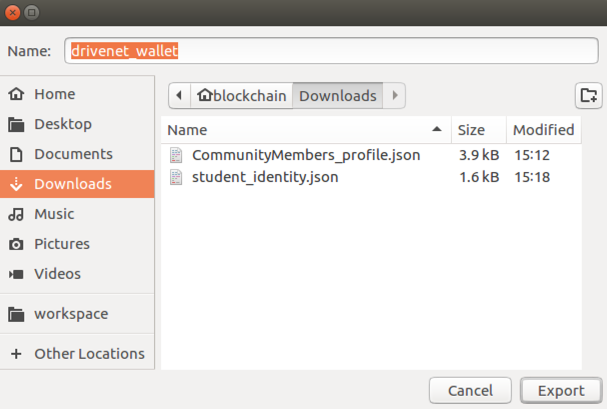 Name: drivenet_wallet
Home
Desktop
Documents
Downloads
Music
Pictures
Videos
workspace
+ Other Locations
blockchain Downloads
Name Size Modified
CommunityMembers_profile.json 3.9 kB 15:12
student_identity.json 1.6 kB 15:18
Cancel Export